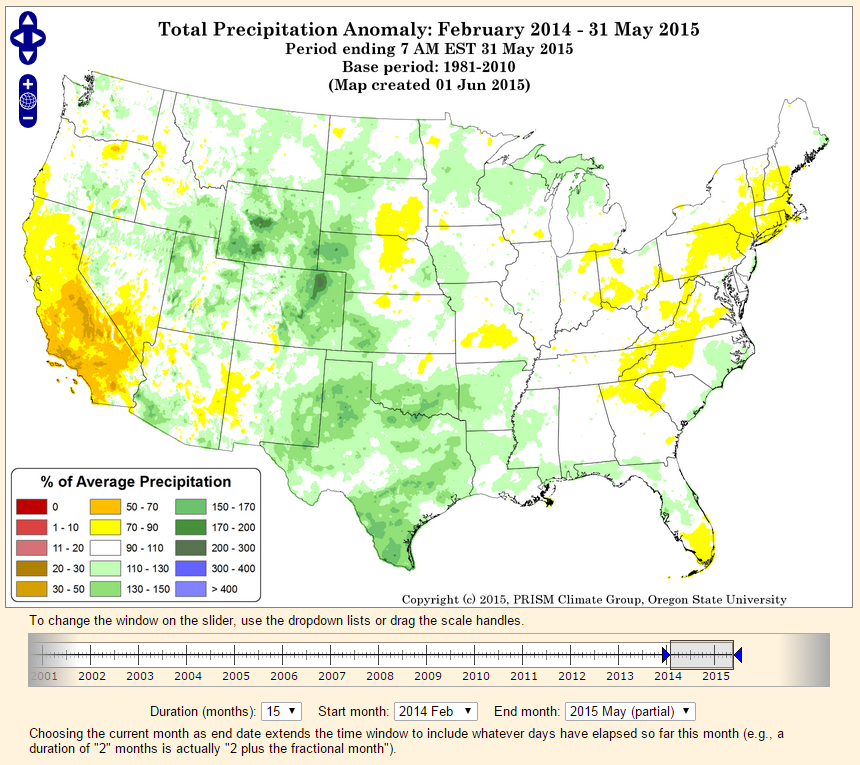 Total Precipitation Anomaly: February 2014 - 31 May 2015
Period ending 7 AM EST 31 May 2015
Base period: 1981-2010
(Map created 01 Jun 2015)
% of Average Precipitation
0
50 - 70
150 - 170
1 - 10
70 - 90
170 - 200
11 - 20
90 - 110
200 - 300
20 - 30
110 - 130
300 - 400
30 - 50
130 - 150
> 400
Copyright (c) 2015, PRISM Climate Group, Oregon State University
To change the window on the slider, use the dropdown lists or drag the scale handles.
2001 2002 2003 2004 2005 2006 2007 2008 2009 2010 2011 2012 2013 2014 2015
Duration (months): 15 Start month: 2014 Feb End month: 2015 May (partial)
Choosing the current month as end date extends the time window to include whatever days have elapsed so far this month (e.g., a
duration of "2" months is actually "2 plus the fractional month").